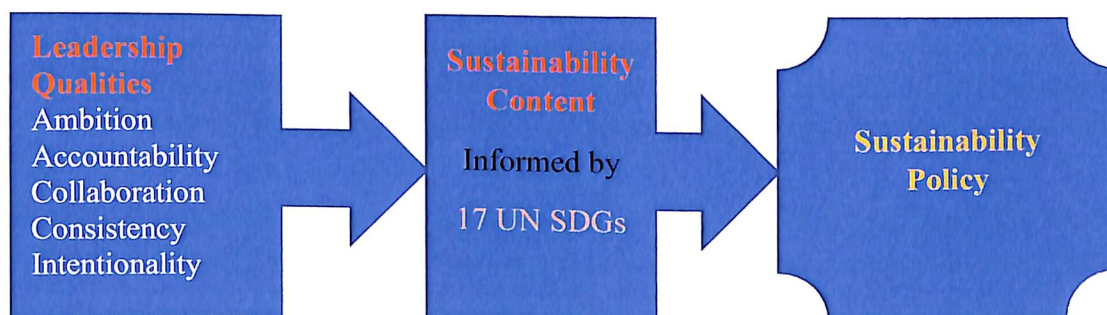 Leadership
Qualities
Ambition
Accountability
Collaboration
Consistency
Intentionality
Sustainability
Content
Informed by
17 UN SDGs
Sustainability
Policy